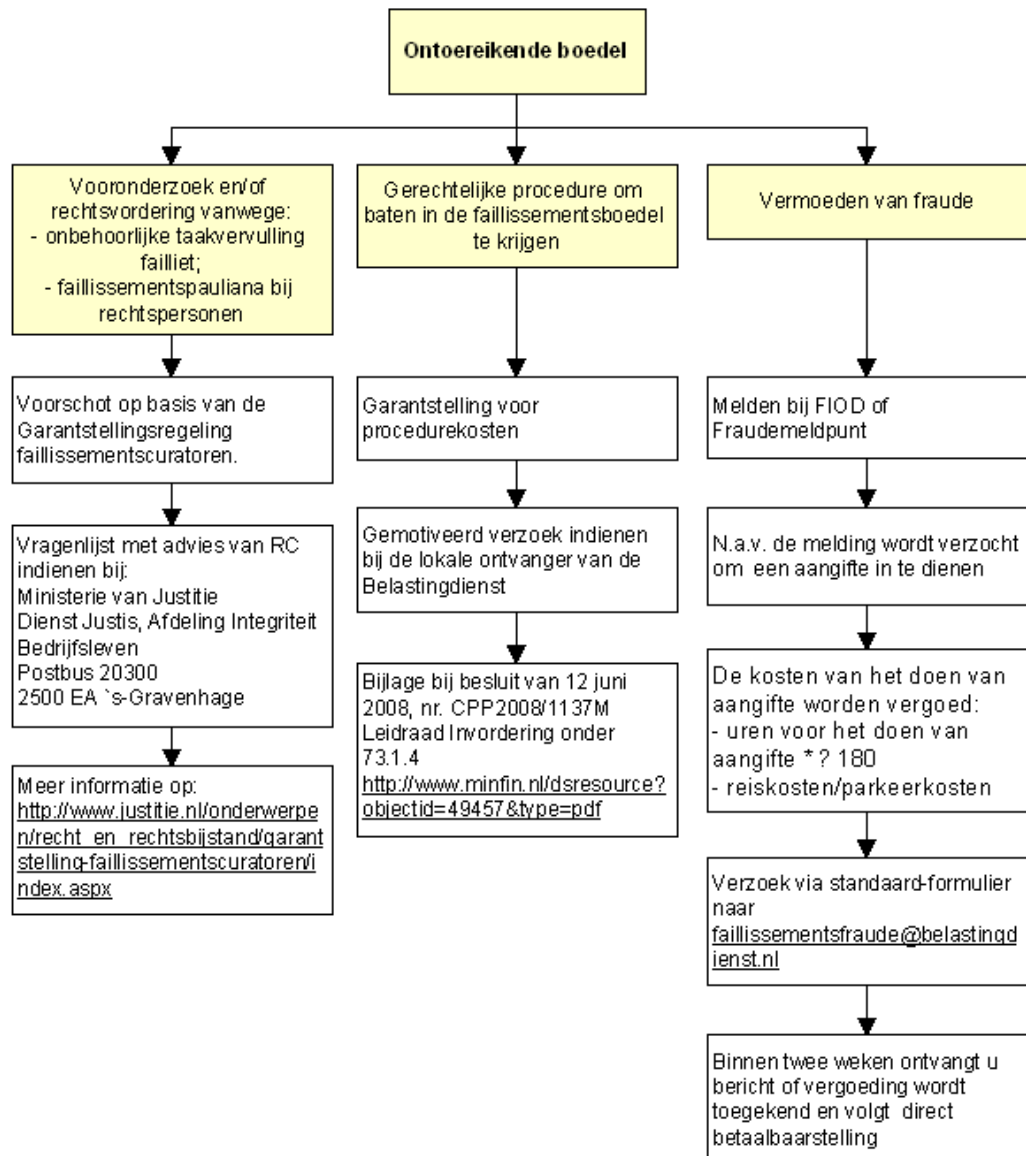 Ontoereikende boedel
Vooronderzoek en/of
rechtsvordering vanwege:
- onbehoorlijke taakvervulling
failliet;
- faillissementspauliana bij
rechtspersonen
Voorschot op basis van de
Garantstellingsregeling
faillissementscuratoren.
Vragenlijst met advies van RC
indienen bij:
Ministerie van Justitie
Dienst Justis, Afdeling Integriteit
Bedrijfsleven
Postbus 20300
2500 EA `s-Gravenhage
Meer informatie op:
http://www.justitie.nl/onderwerpe
n/recht_en_rechtsbijstand/garant
stelling-faillissementscuratoren/i
ndex.aspx
Gerechtelijke procedure om
baten in de faillissementsboedel
te krijgen
Garantstelling voor
procedurekosten
Gemotiveerd verzoek indienen
bij de lokale ontvanger van de
Belastingdienst
Bijlage bij besluit van 12 juni
2008, nr. CPP2008/1137M
Leidraad Invordering onder
73.1.4
http://www.minfin.nl/dsresource?
objectid=49457&type=pdf
Vermoeden van fraude
Melden bij FIOD of
Fraudemeldpunt
N.a.v. de melding wordt verzocht
om een aangifte in te dienen
De kosten van het doen van
aangifte worden vergoed:
- uren voor het doen van
aangifte * ? 180
- reiskosten/parkeerkosten
Verzoek via standaard-formulier
naar
faillissementsfraude@belastingd
ienst.nl
Binnen twee weken ontvangt u
bericht of vergoeding wordt
toegekend en volgt direct
betaalbaarstelling